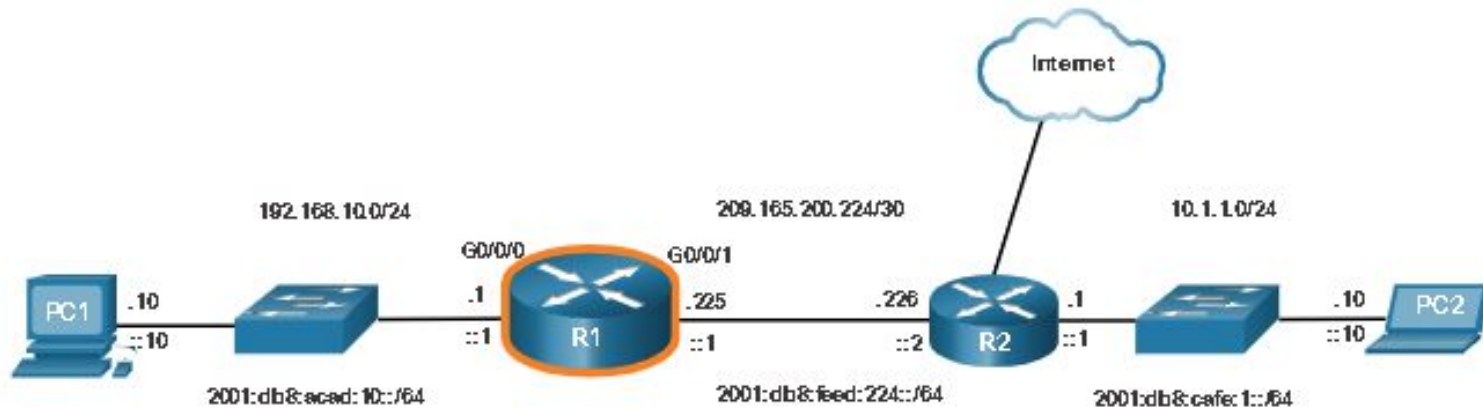 Internet
192.168.10.0/24
209.165.200.224/30
10.1.1.0/24
G0/0/0
G0/0/1
PC1
.10
::10
.1
::1
R1
.225
::1
.226
::2
R2
.1
::1
.10
::10
PC2
2001:db8:acad:10::/64
2001:db8:feed:224::/64
2001:db8:cafe:1::/64